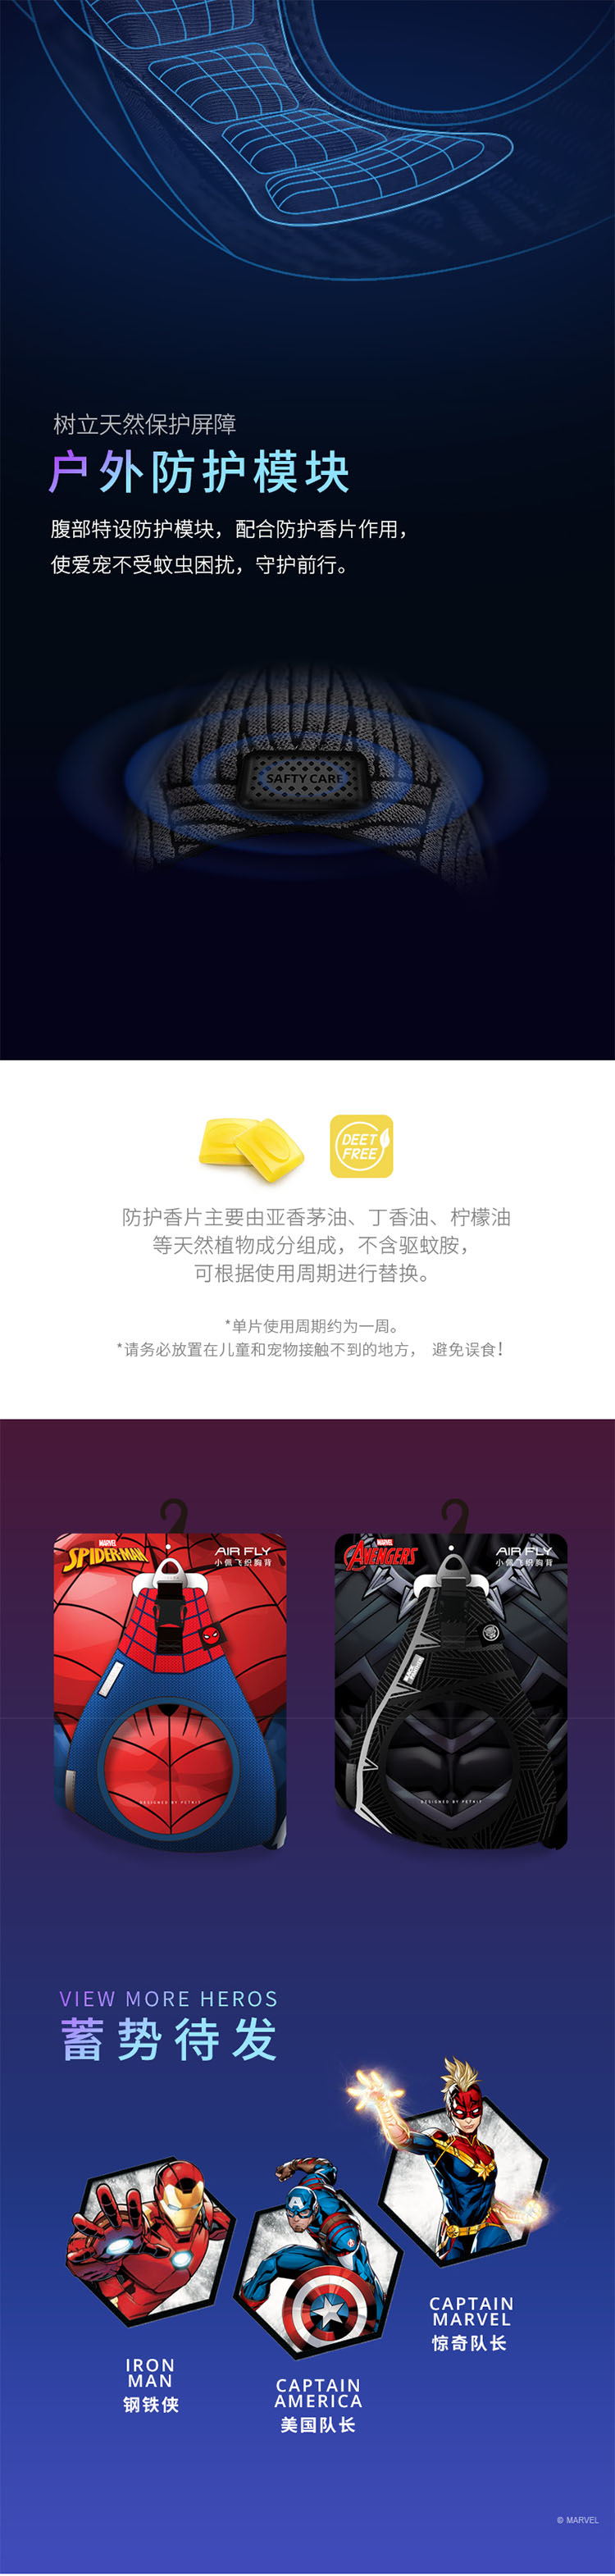 树立天然保护屏障
户外防护模块
腹部特设防护模块，配合防护香片作用，
使爱宠不受蚊虫困扰，守护前行。
SAFTY CARE
DEET
FREE
防护香片主要由亚香茅油、丁香油、柠檬油
等天然植物成分组成，不含驱蚊胺，
可根据使用周期进行替换。
*单片使用周期约为一周。
*请务必放置在儿童和宠物接触不到的地方， 避免误食！
MARVEL
SPIDER-MAN
AIR FLY
小佩飞织胸背
DESIGNED BY PETKIT
MARVEL
AVENGERS
AIR FLY
小佩飞织胸背
DESIGNED BY PETKIT
VIEW MORE HEROS
蓄势待发
CAPTAIN
MARVEL
惊奇队长
IRON
MAN
钢铁侠
CAPTAIN
AMERICA
美国队长
© MARVEL